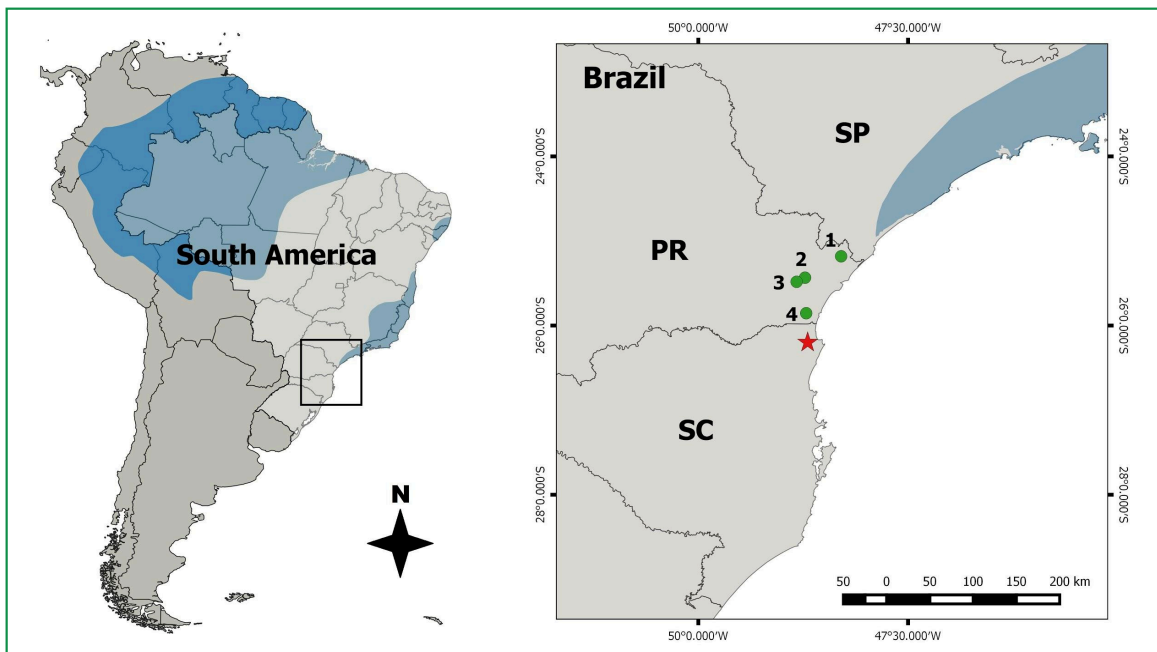 South America
N
50°0.000'W 47°30.000'W
Brazil
SP
24°0.000'S 24°0.000'S
PR
1
2
3
4
26°0.000'S 26°0.000'S
SC
28°0.000'S 28°0.000'S
50 0 50 100 150 200 km
50°0.000'W 47°30.000'W